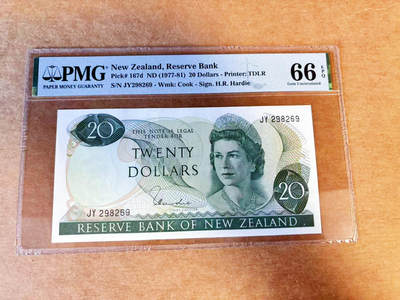 PMG
PAPER MONEY GUARANTY
New Zealand, Reserve Bank
Pick# 167d ND (1977-81) 20 Dollars - Printer: TDLR
S/N JY298269 - Wmk: Cook - Sign. H.R. Hardie
66 EPQ
Gem Uncirculated
20
THIS NOTE IS LEGAL
TENDER FOR
TWENTY
DOLLARS
JY 298269
20
JY 298269
RESERVE BANK OF NEW ZEALAND